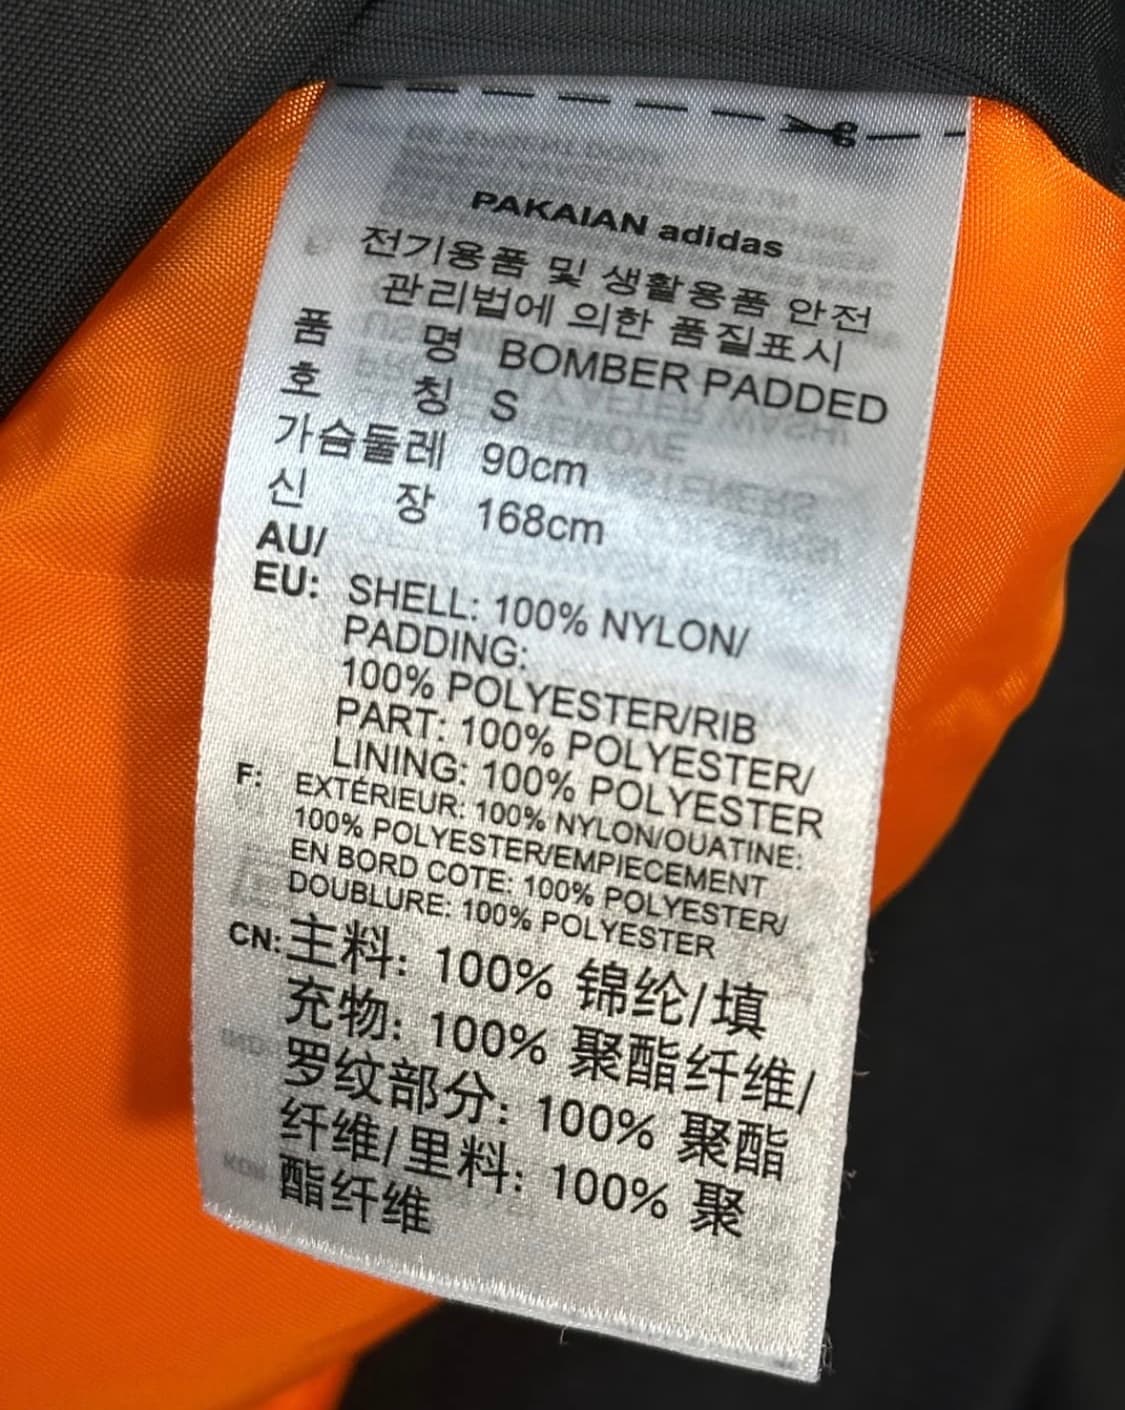 PAKAIAN adidas
전기용품 및 생활용품 안전
관리법에 의한 품질표시
품 명 BOMBER PADDED
호 칭 S
가슴둘레 90cm
신 장 168cm
AU/
EU: SHELL: 100% NYLON/
PADDING:
100% POLYESTER/RIB
PART: 100% POLYESTER/
LINING: 100% POLYESTER
F: EXTÉRIEUR: 100% NYLON/OUATINE:
100% POLYESTER/EMPIECEMENT
EN BORD COTE: 100% POLYESTER/
DOUBLURE: 100% POLYESTER
CN: 主料: 100% 锦纶/填
充物: 100% 聚酯纤维/
罗纹部分: 100% 聚酯
纤维/里料: 100% 聚
酯纤维